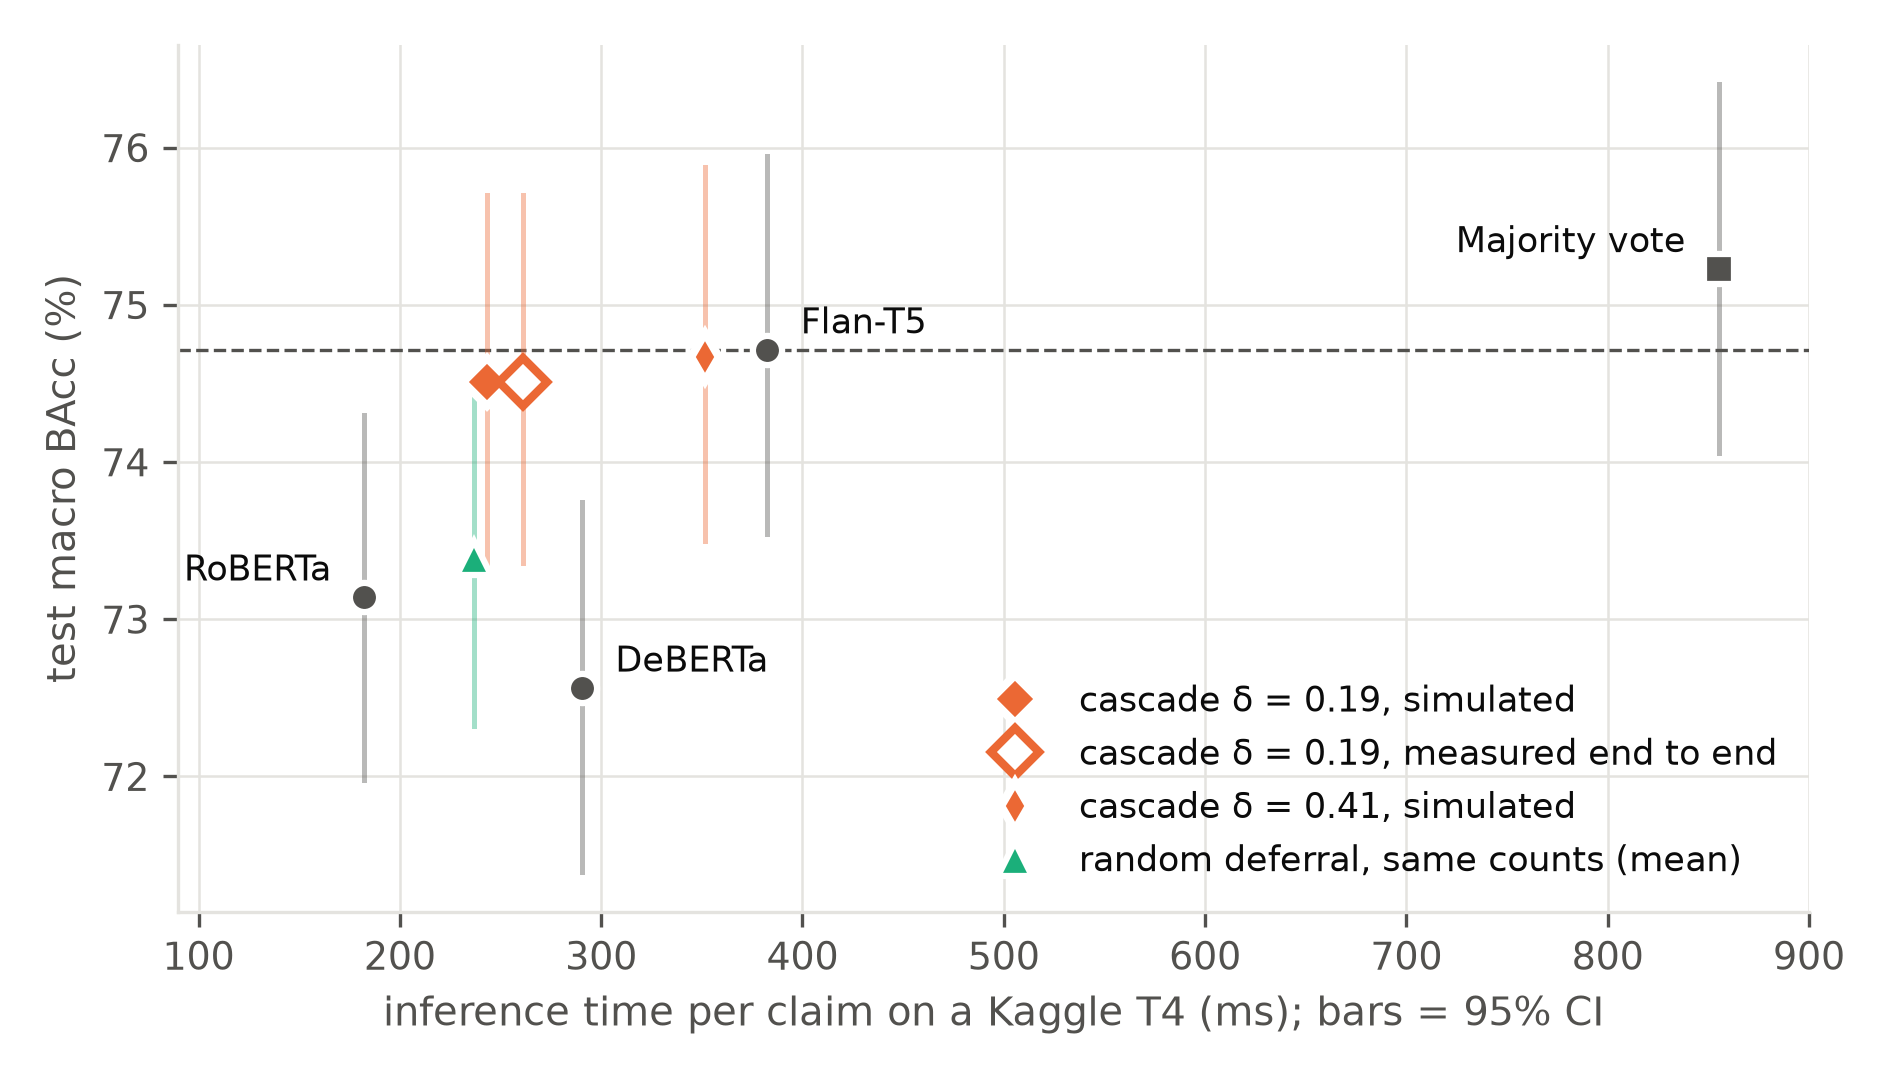 76
75
74
73
72
test macro BAcc (%)
Majority vote
Flan-T5
RoBERTa
DeBERTa
cascade δ = 0.19, simulated
cascade δ = 0.19, measured end to end
cascade δ = 0.41, simulated
random deferral, same counts (mean)
100 200 300 400 500 600 700 800 900
inference time per claim on a Kaggle T4 (ms); bars = 95% CI